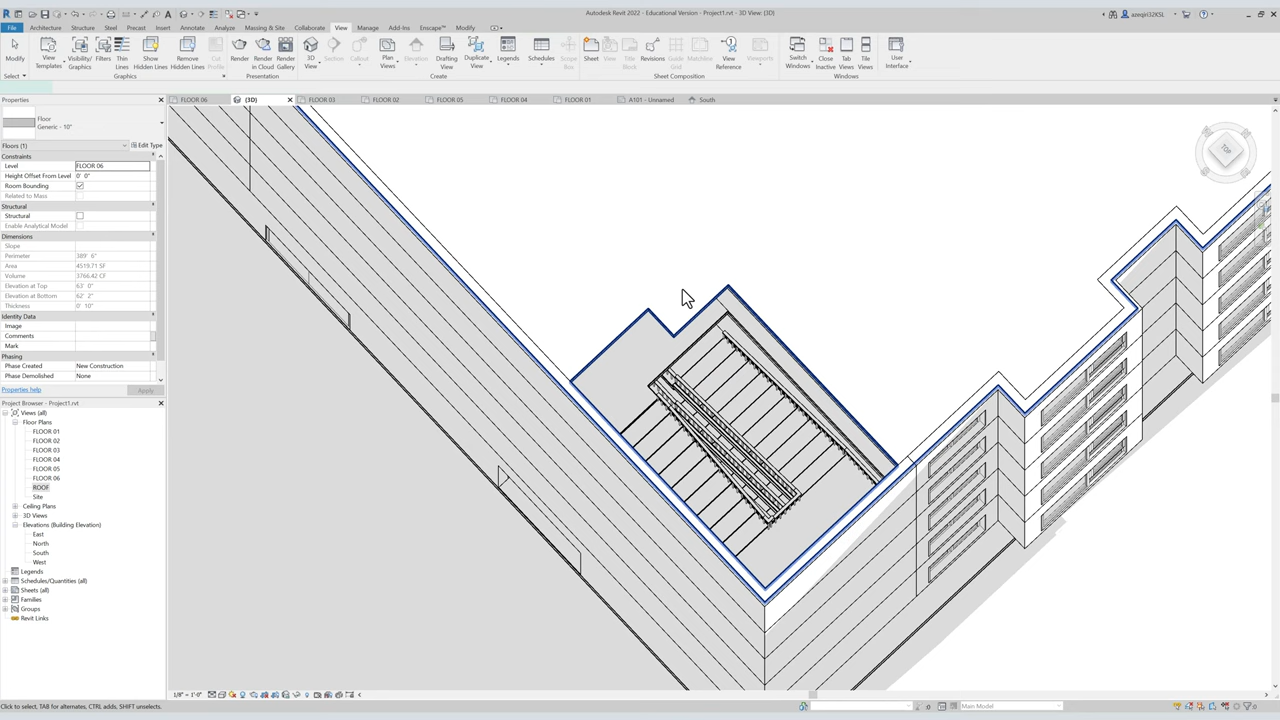 Autodesk Revit 2022 - Educational Version - Project1.rvt - 3D View: {3D}
File Architecture Structure Steel Precast Systems Insert Annotate Analyze Massing & Site Collaborate View Manage Add-Ins Enscape™ Modify
Modify View Templates Visibility/ Graphics Filters Thin Lines Show Hidden Lines Remove Hidden Lines Cut Profile Render Render in Cloud Render Gallery 3D View Section Callout Plan Views Elevation Drafting View Duplicate View Legends Schedules Scope Box Sheet View Title Block Revisions Guide Grid Matchline View Reference Viewports Switch Windows Close Inactive Tab Views Tile Views User Interface
Select Graphics Presentation Create Sheet Composition Windows
Properties
FLOOR 06 {3D} FLOOR 03 FLOOR 02 FLOOR 05 FLOOR 04 FLOOR 01 A101 - Unnamed South
Floor
Generic - 10"
Floors (1) Edit Type
Constraints
Level FLOOR 06
Height Offset From Level 0' 0"
Room Bounding
Related to Mass
Structural
Structural
Enable Analytical Model
Dimensions
Slope
Perimeter 389' 6"
Area 4519.71 SF
Volume 3766.42 CF
Elevation at Top 63' 0"
Elevation at Bottom 62' 2"
Thickness 0' 10"
Identity Data
Image
Comments
Mark
Phasing
Phase Created New Construction
Phase Demolished None
Properties help Apply
Project Browser - Project1.rvt
Views (all)
Floor Plans
FLOOR 01
FLOOR 02
FLOOR 03
FLOOR 04
FLOOR 05
FLOOR 06
ROOF
Site
Ceiling Plans
3D Views
Elevations (Building Elevation)
East
North
South
West
Legends
Schedules/Quantities (all)
Sheets (all)
Families
Groups
Revit Links
TOP
1/8" = 1'-0"
Click to select, TAB for alternates, CTRL adds, SHIFT unselects. :0 Main Model